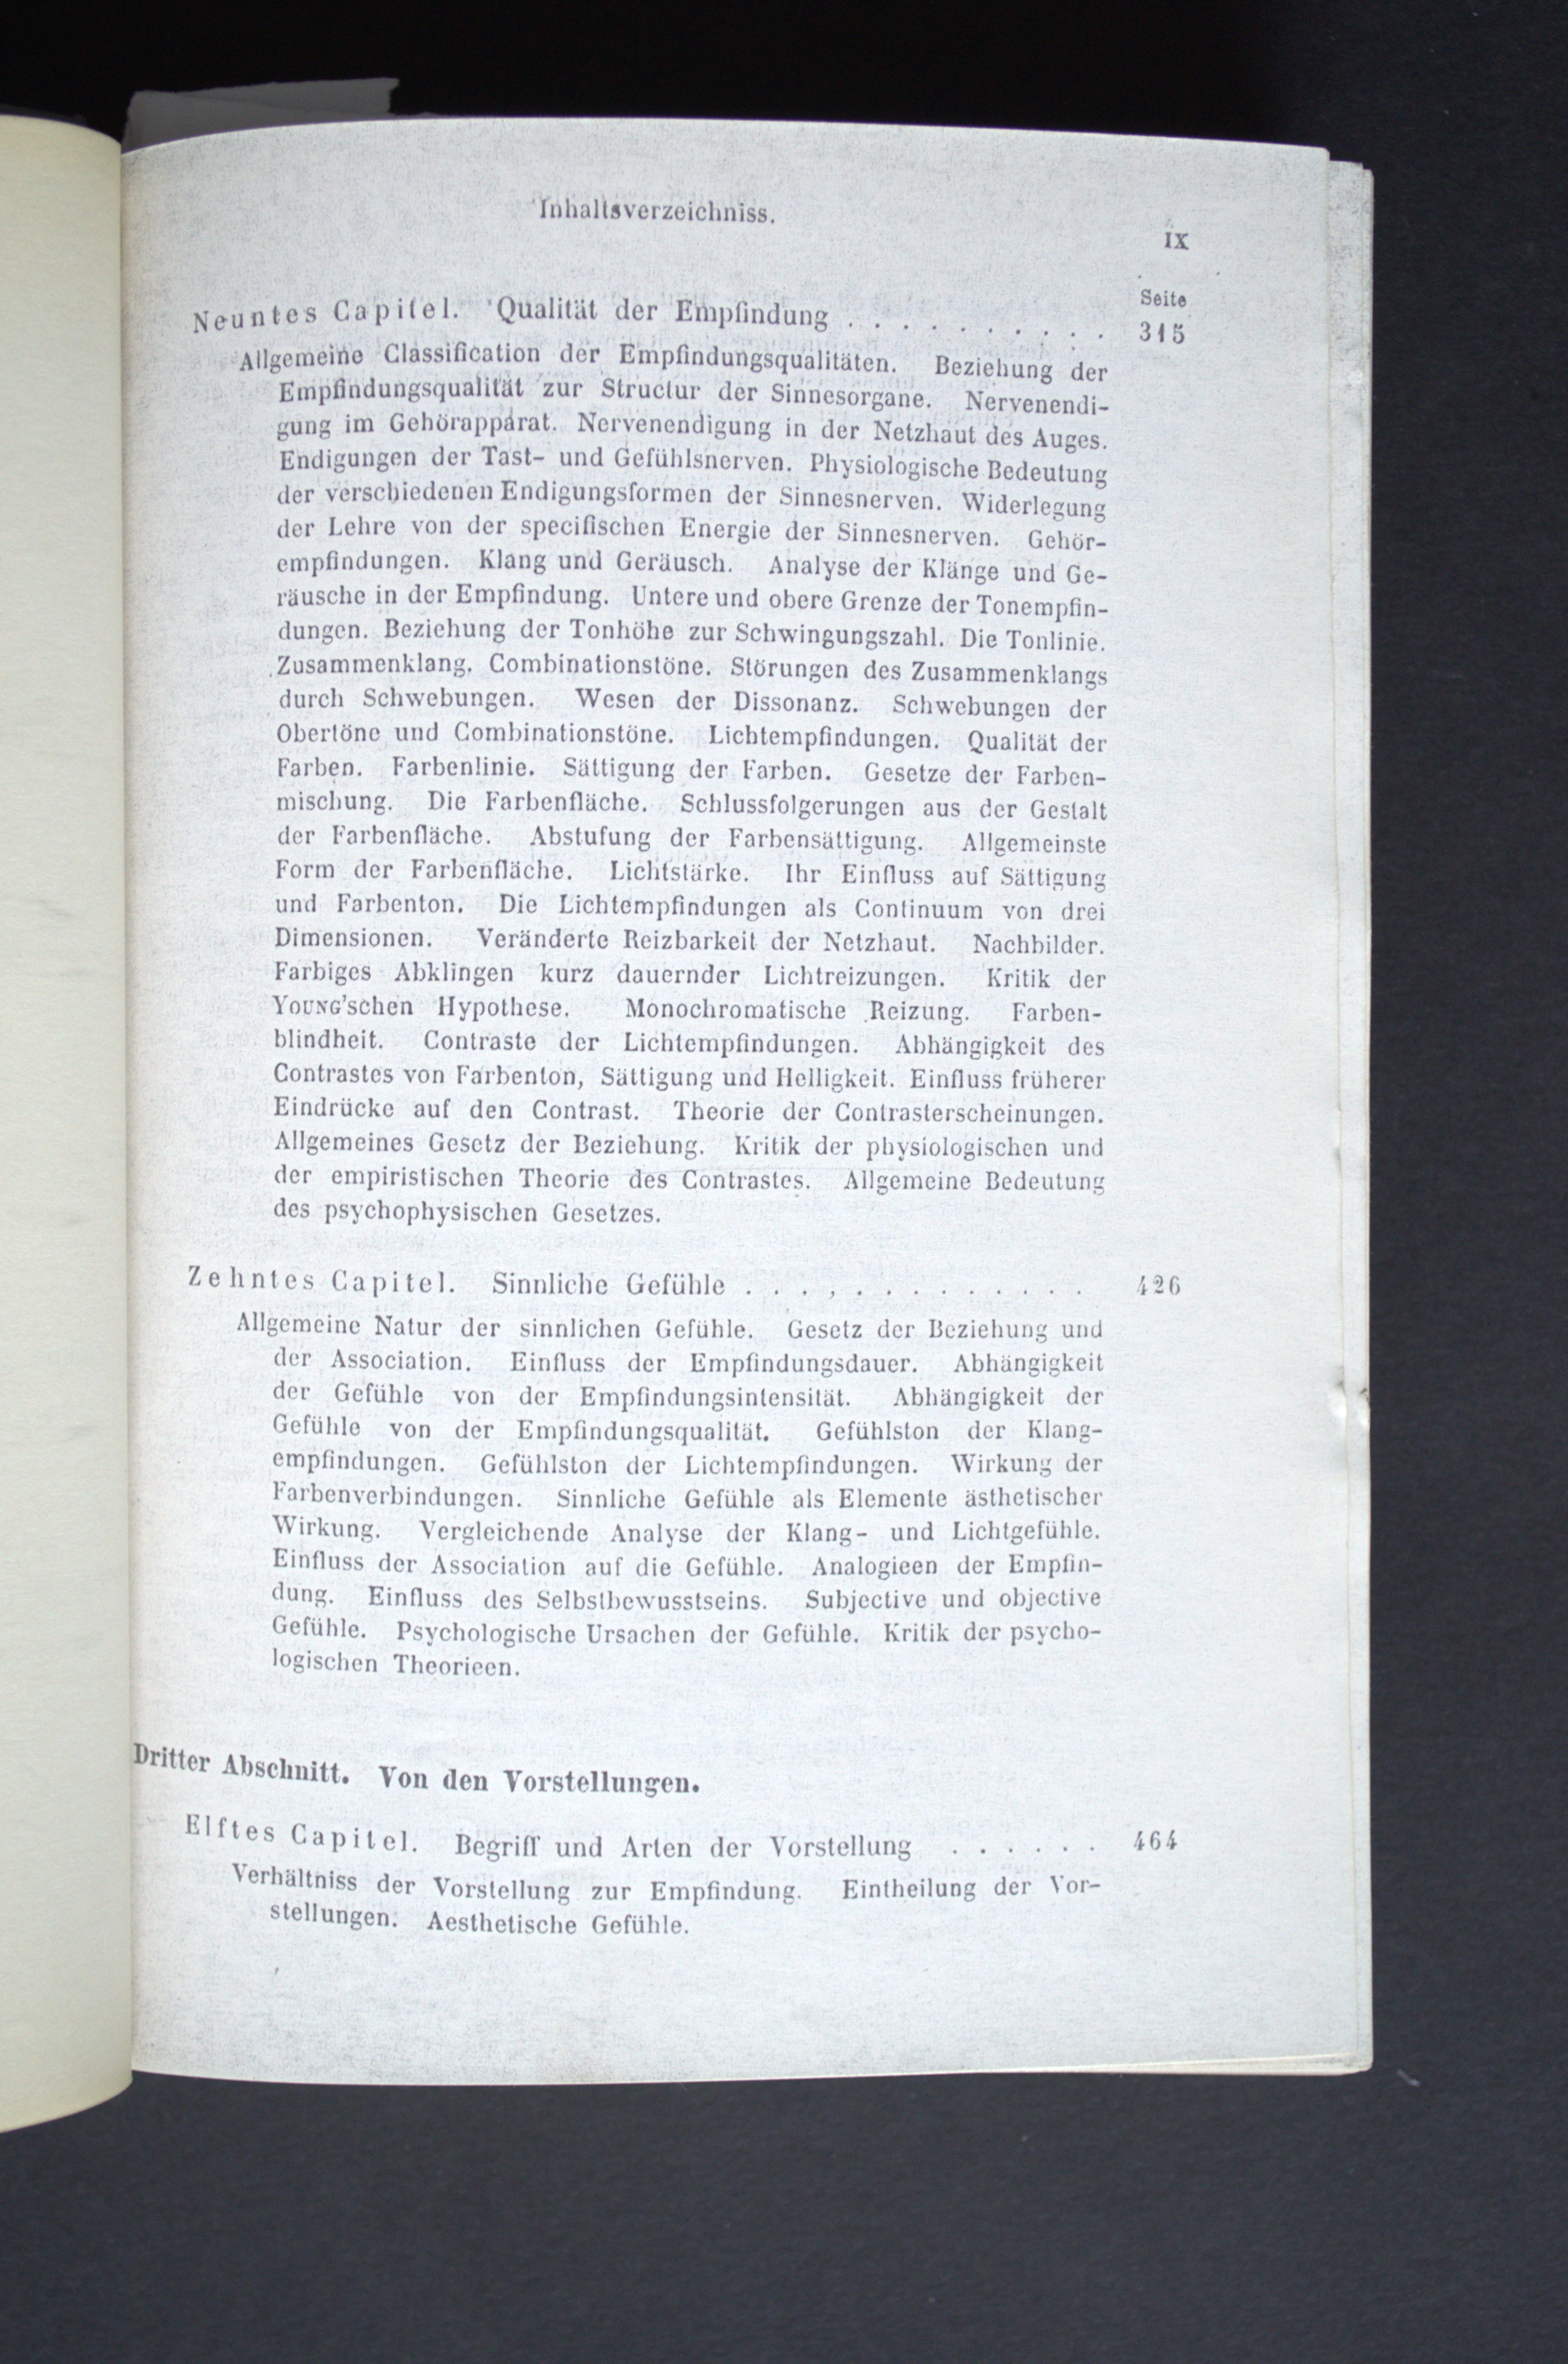 Inhaltsverzeichniss.
IX
Seite
Neuntes Capitel. Qualität der Empfindung . . . . . . . . . . . 315
Allgemeine Classification der Empfindungsqualitäten. Beziehung der
Empfindungsqualität zur Structur der Sinnesorgane. Nervenendi-
gung im Gehörapparat. Nervenendigung in der Netzhaut des Auges.
Endigungen der Tast- und Gefühlsnerven. Physiologische Bedeutung
der verschiedenen Endigungsformen der Sinnesnerven. Widerlegung
der Lehre von der specifischen Energie der Sinnesnerven. Gehör-
empfindungen. Klang und Geräusch. Analyse der Klänge und Ge-
räusche in der Empfindung. Untere und obere Grenze der Tonempfin-
dungen. Beziehung der Tonhöhe zur Schwingungszahl. Die Tonlinie.
Zusammenklang. Combinationstöne. Störungen des Zusammenklangs
durch Schwebungen. Wesen der Dissonanz. Schwebungen der
Obertöne und Combinationstöne. Lichtempfindungen. Qualität der
Farben. Farbenlinie. Sättigung der Farben. Gesetze der Farben-
mischung. Die Farbenfläche. Schlussfolgerungen aus der Gestalt
der Farbenfläche. Abstufung der Farbensättigung. Allgemeinste
Form der Farbenfläche. Lichtstärke. Ihr Einfluss auf Sättigung
und Farbenton. Die Lichtempfindungen als Continuum von drei
Dimensionen. Veränderte Reizbarkeit der Netzhaut. Nachbilder.
Farbiges Abklingen kurz dauernder Lichtreizungen. Kritik der
YOUNG'schen Hypothese. Monochromatische Reizung. Farben-
blindheit. Contraste der Lichtempfindungen. Abhängigkeit des
Contrastes von Farbenton, Sättigung und Helligkeit. Einfluss früherer
Eindrücke auf den Contrast. Theorie der Contrasterscheinungen.
Allgemeines Gesetz der Beziehung. Kritik der physiologischen und
der empiristischen Theorie des Contrastes. Allgemeine Bedeutung
des psychophysischen Gesetzes.
Zehntes Capitel. Sinnliche Gefühle . . . . . . . . . . . . . 426
Allgemeine Natur der sinnlichen Gefühle. Gesetz der Beziehung und
der Association. Einfluss der Empfindungsdauer. Abhängigkeit
der Gefühle von der Empfindungsintensität. Abhängigkeit der
Gefühle von der Empfindungsqualität. Gefühlston der Klang-
empfindungen. Gefühlston der Lichtempfindungen. Wirkung der
Farbenverbindungen. Sinnliche Gefühle als Elemente ästhetischer
Wirkung. Vergleichende Analyse der Klang- und Lichtgefühle.
Einfluss der Association auf die Gefühle. Analogieen der Empfin-
dung. Einfluss des Selbstbewusstseins. Subjective und objective
Gefühle. Psychologische Ursachen der Gefühle. Kritik der psycho-
logischen Theorieen.
Dritter Abschnitt. Von den Vorstellungen.
Elftes Capitel. Begriff und Arten der Vorstellung . . . . . . 464
Verhältniss der Vorstellung zur Empfindung. Eintheilung der Vor-
stellungen. Aesthetische Gefühle.